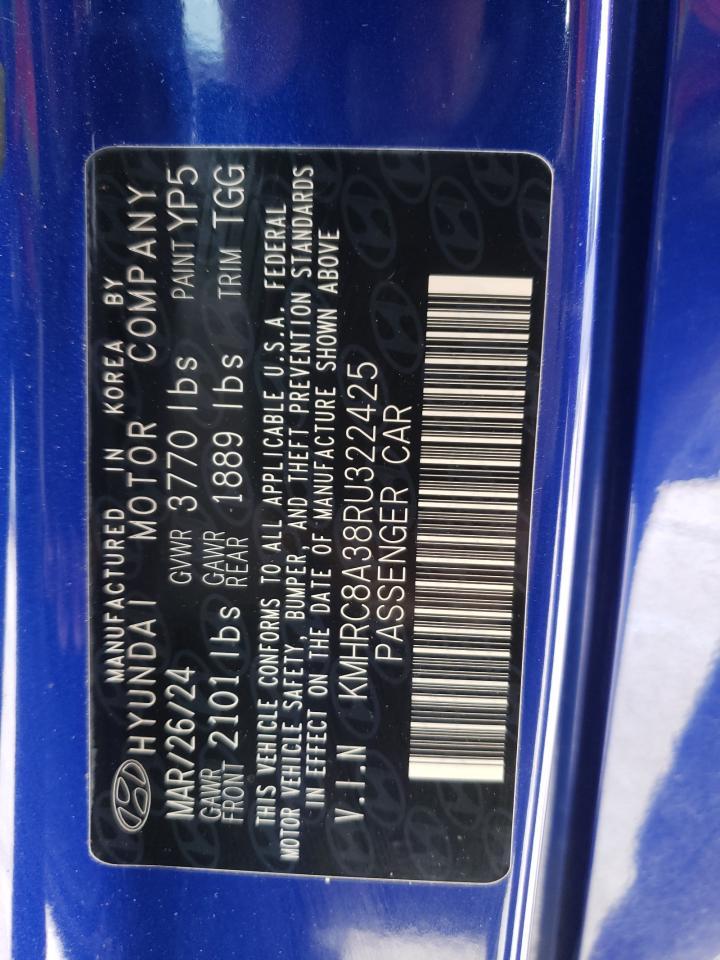 MANUFACTURED IN KOREA BY
HYUNDAI MOTOR COMPANY
MAR/26/24 GVWR 3770 lbs PAINT YP5
GAWR FRONT 2101 lbs GAWR REAR 1889 lbs TRIM TGG
THIS VEHICLE CONFORMS TO ALL APPLICABLE U.S.A. FEDERAL
MOTOR VEHICLE SAFETY, BUMPER, AND THEFT PREVENTION STANDARDS
IN EFFECT ON THE DATE OF MANUFACTURE SHOWN ABOVE
V.I.N KMHRC8A38RU322425
PASSENGER CAR